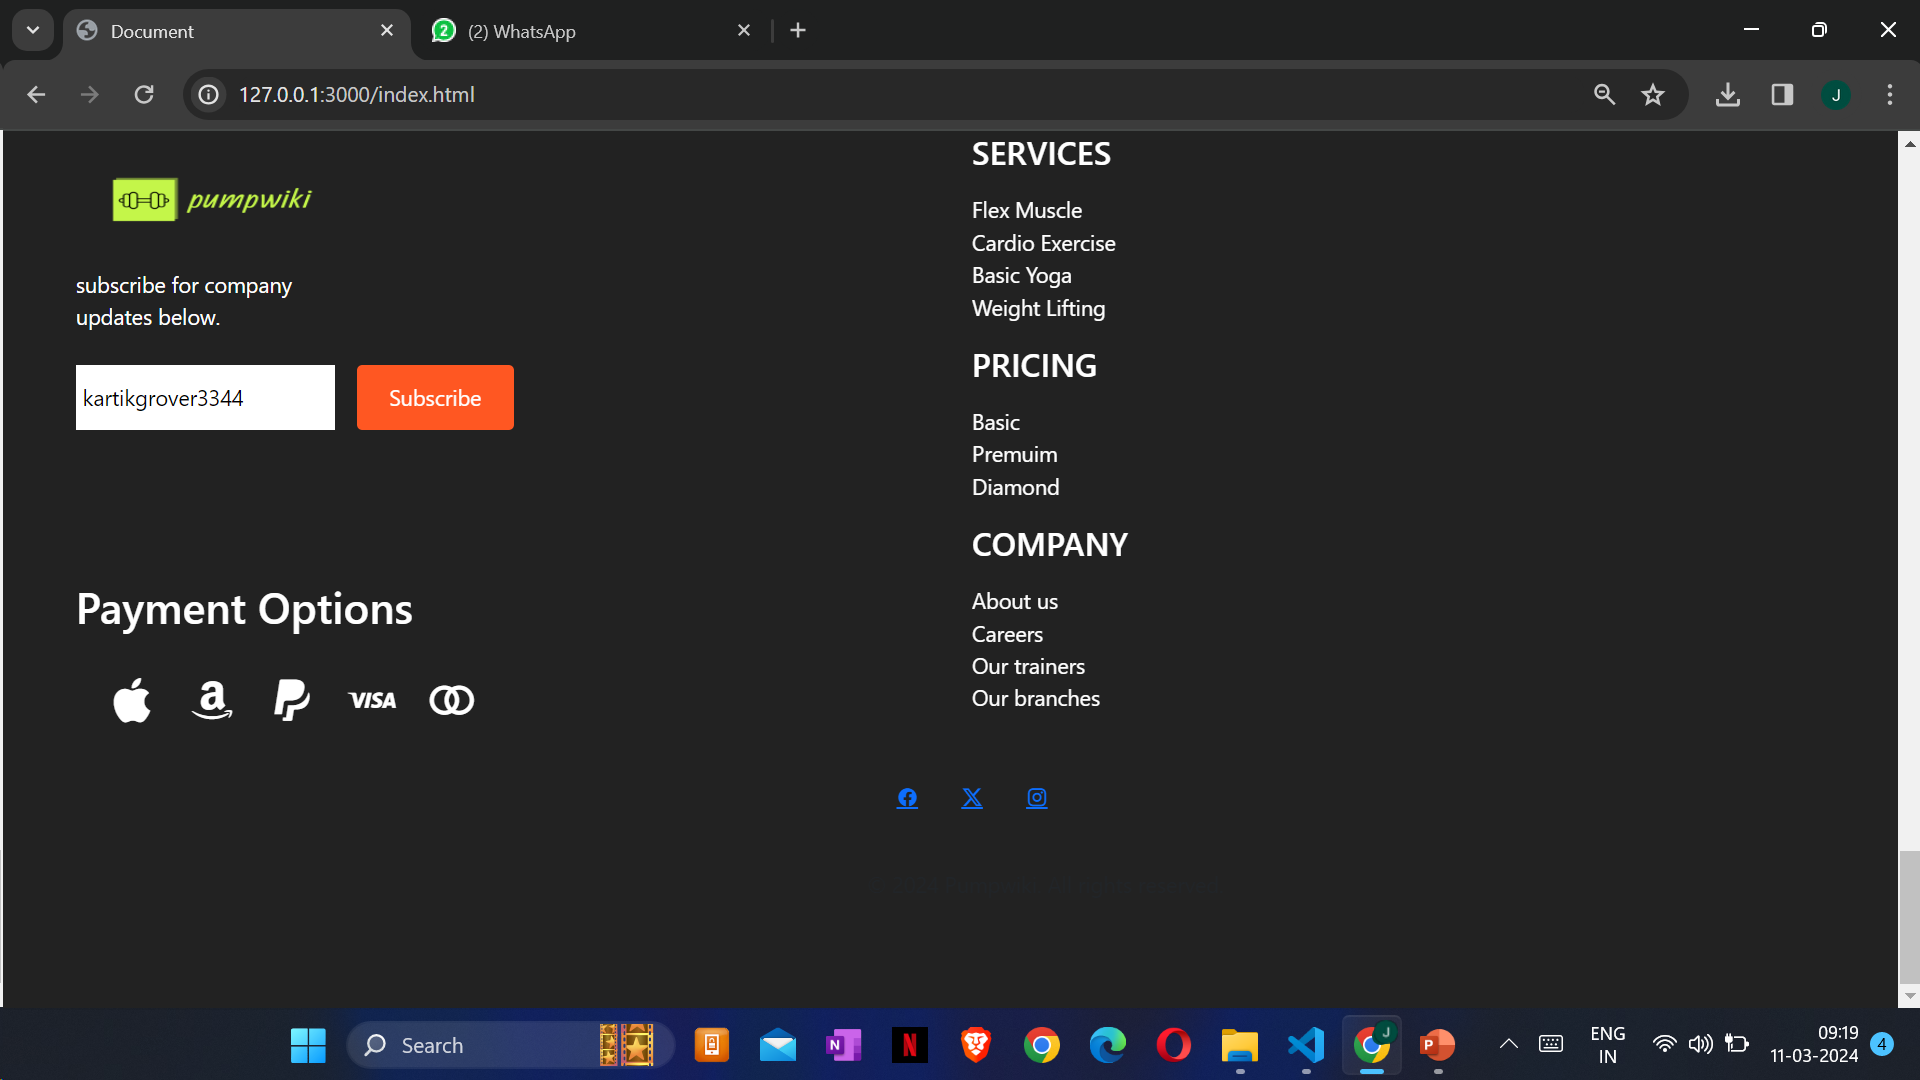 Document
(2) WhatsApp
127.0.0.1:3000/index.html
J
pumpwiki
subscribe for company
updates below.
kartikgrover3344
Subscribe
Payment Options
VISA
SERVICES
Flex Muscle
Cardio Exercise
Basic Yoga
Weight Lifting
PRICING
Basic
Premuim
Diamond
COMPANY
About us
Careers
Our trainers
Our branches
Search
ENG
IN
09:19
11-03-2024
4